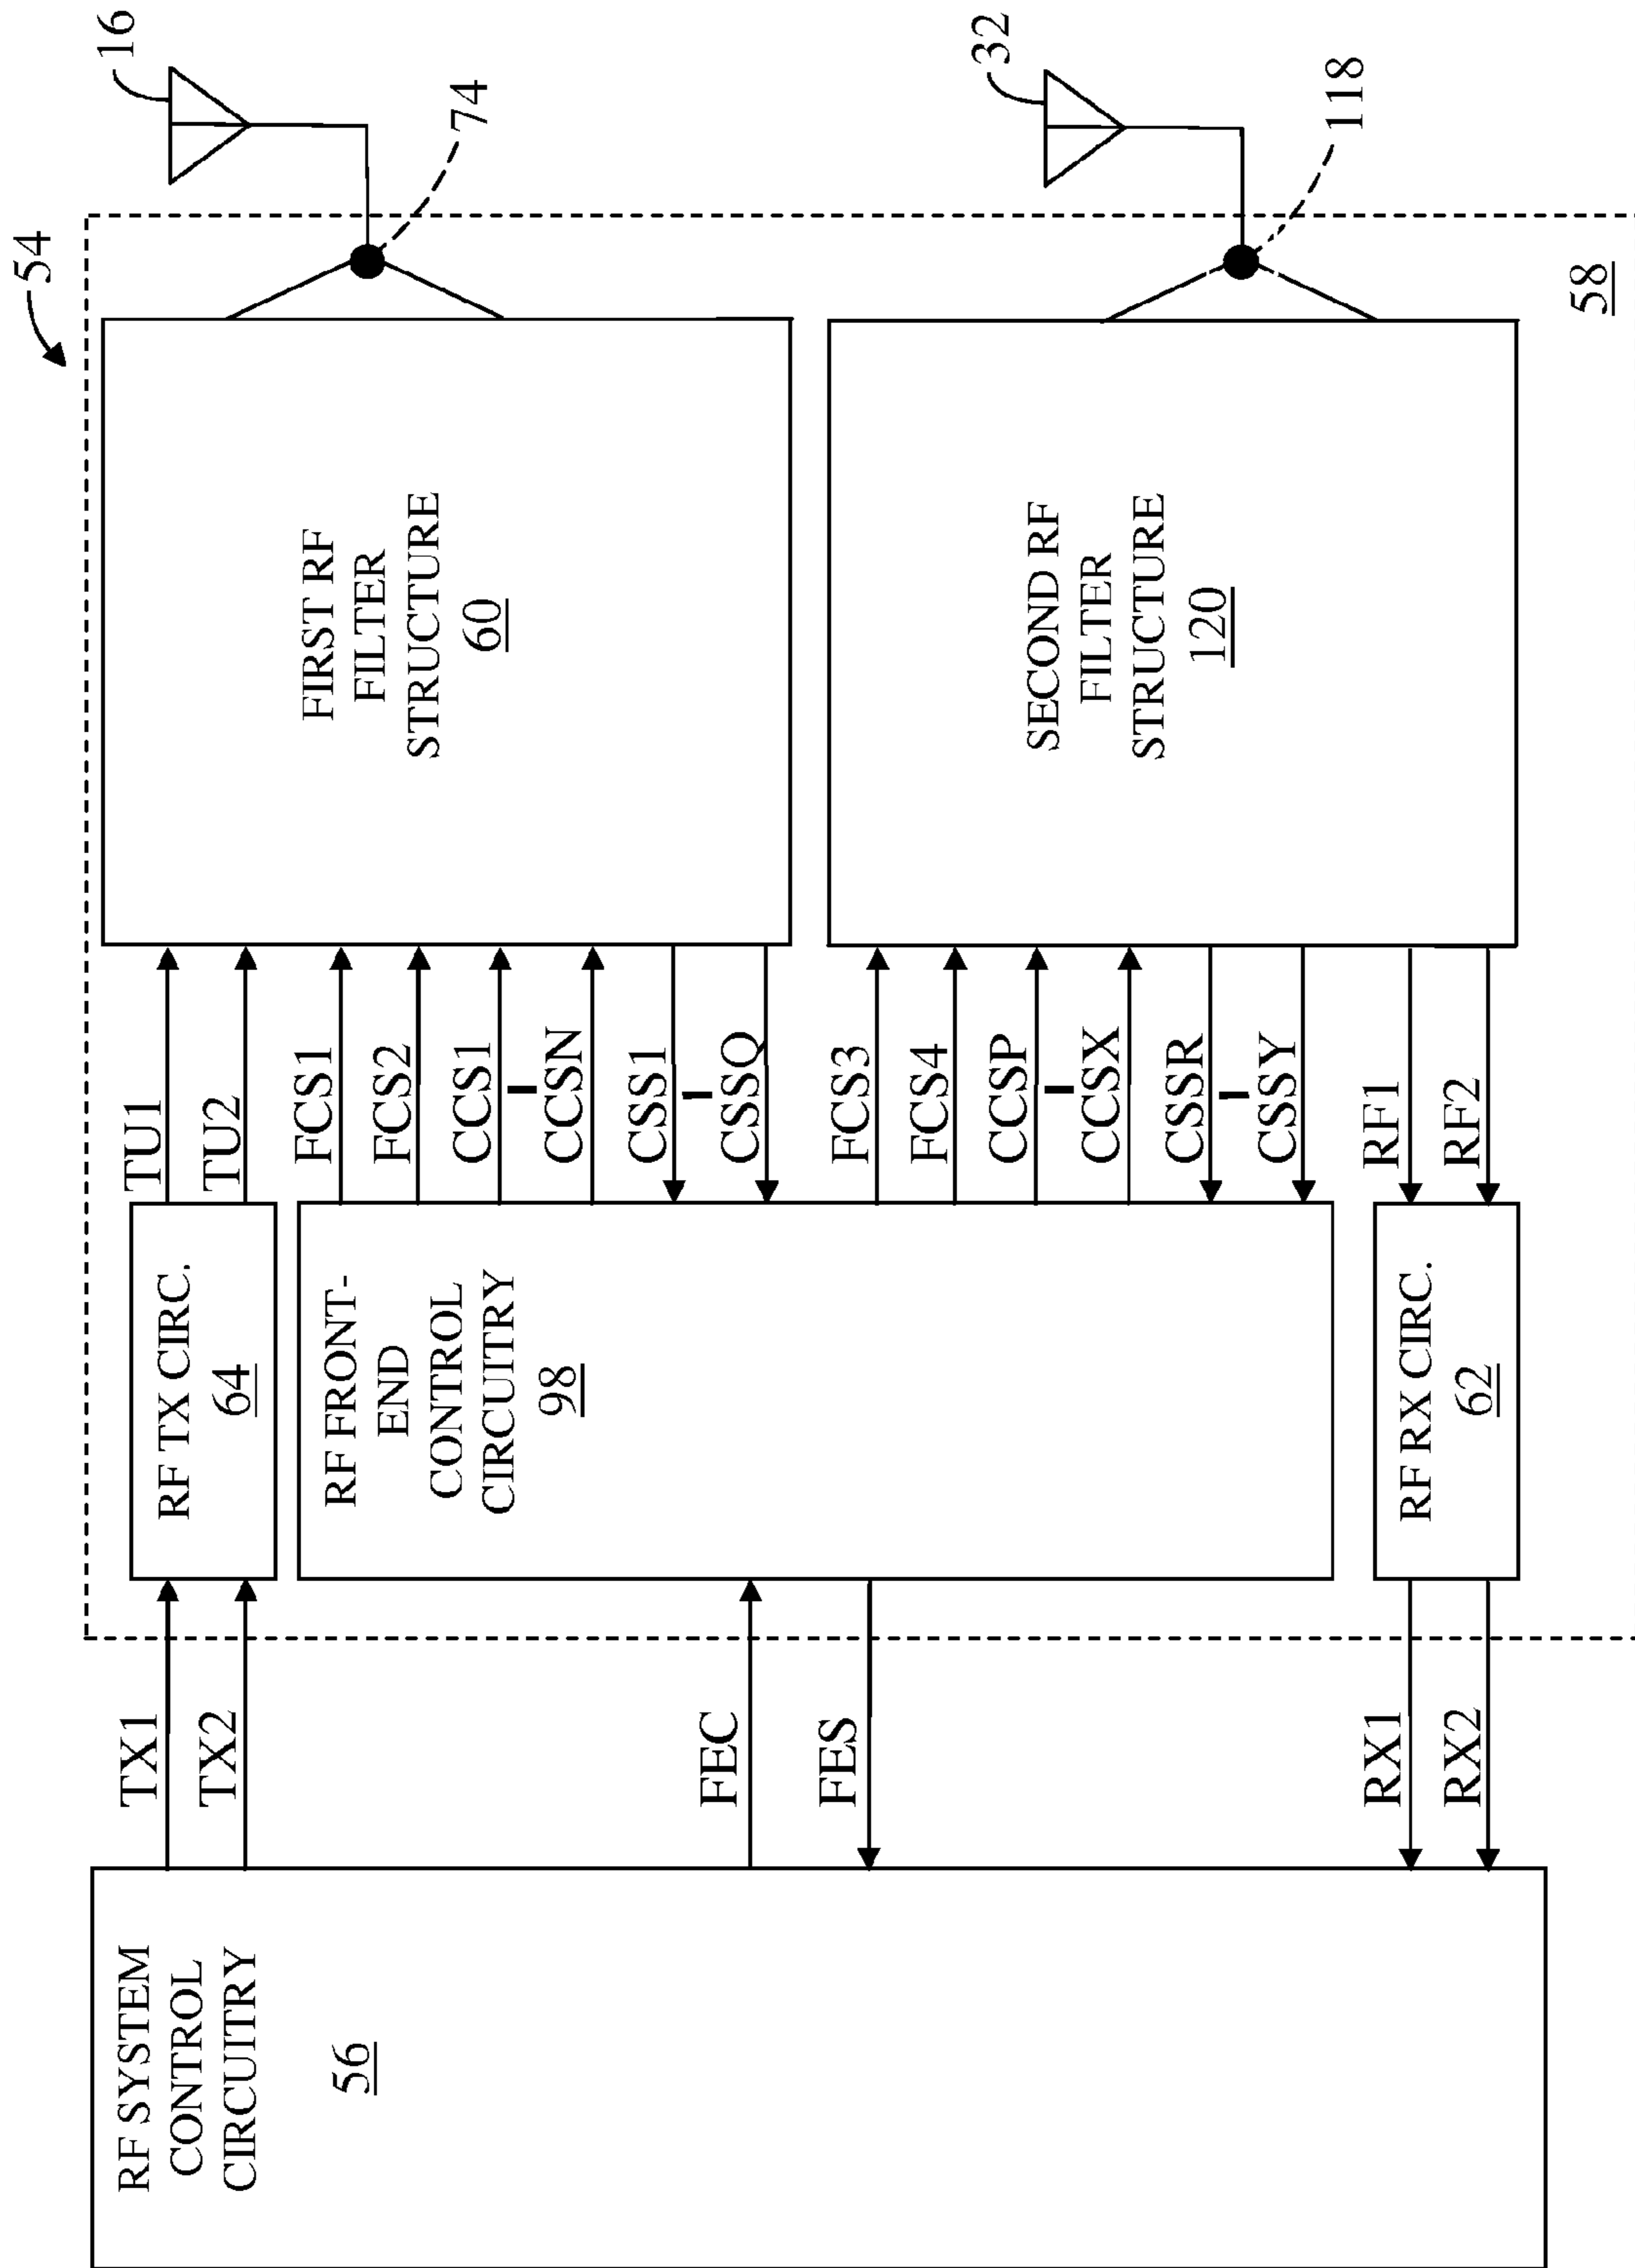 54
16
74
32
118
58
FIRST RF
FILTER
STRUCTURE
60
SECOND RF
FILTER
STRUCTURE
120
TU1
TU2
FCS1
FCS2
CCS1
CCSN
CSS1
CSSQ
FCS3
FCS4
CCSP
CCSX
CSSR
CSSY
RF1
RF2
RF TX CIRC.
64
RF FRONT-
END
CONTROL
CIRCUITRY
98
RF RX CIRC.
62
TX1
TX2
FEC
FES
RX1
RX2
RF SYSTEM
CONTROL
CIRCUITRY
56